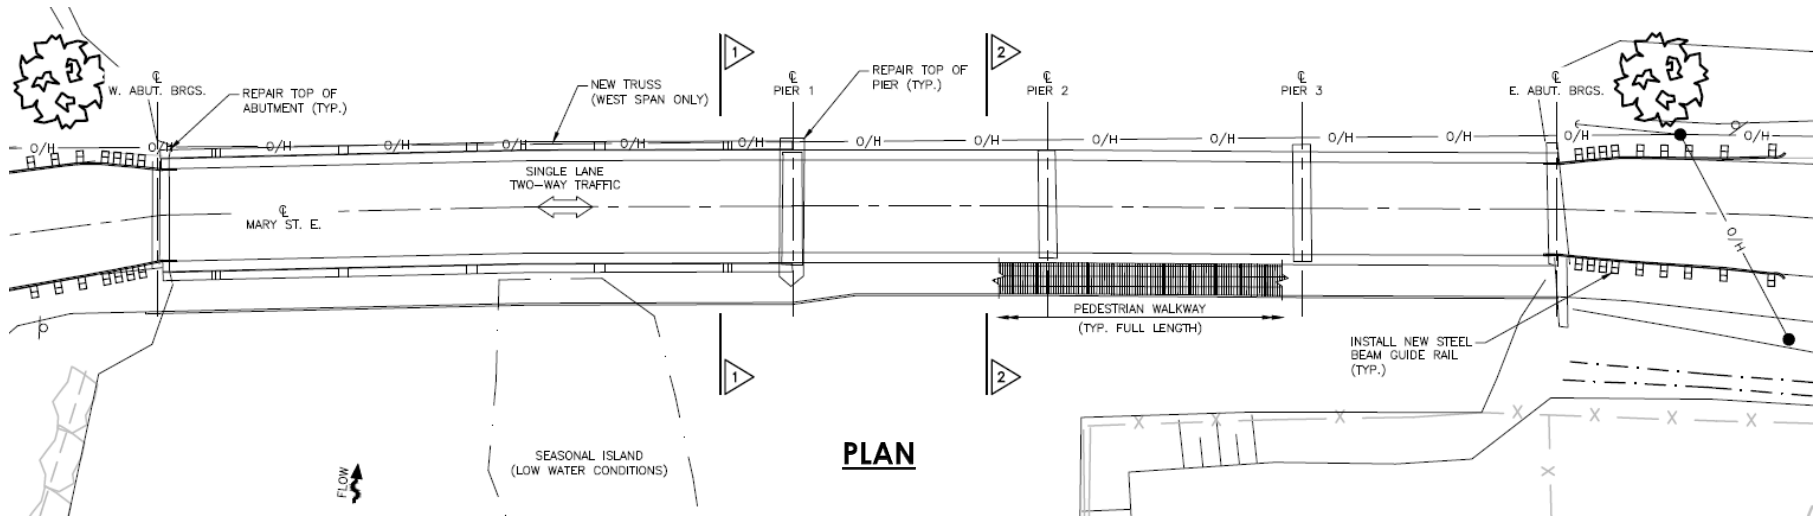 1
2
℄
W. ABUT. BRGS.
REPAIR TOP OF
ABUTMENT (TYP.)
NEW TRUSS
(WEST SPAN ONLY)
℄
PIER 1
REPAIR TOP OF
PIER (TYP.)
℄
PIER 2
℄
PIER 3
℄
E. ABUT. BRGS.
O/H O/H O/H O/H O/H O/H O/H O/H O/H O/H O/H O/H O/H O/H O/H
SINGLE LANE
TWO-WAY TRAFFIC
℄
MARY ST. E.
O/H
PEDESTRIAN WALKWAY
(TYP. FULL LENGTH)
INSTALL NEW STEEL
BEAM GUIDE RAIL
(TYP.)
1
2
X X X X X X X
PLAN
SEASONAL ISLAND
(LOW WATER CONDITIONS)
FLOW
X